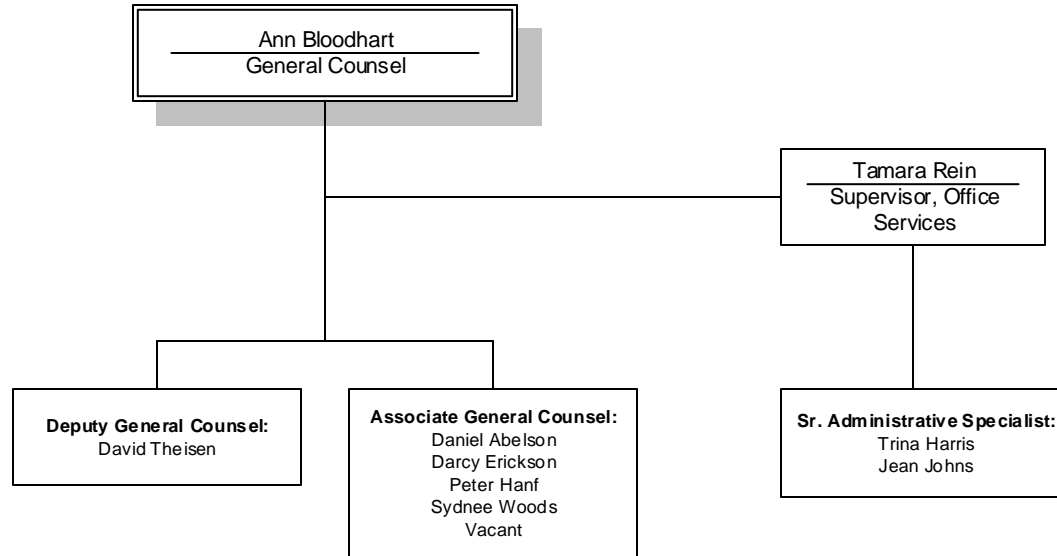 Ann Bloodhart
General Counsel
Tamara Rein
Supervisor, Office
Services
Deputy General Counsel:
David Theisen
Associate General Counsel:
Daniel Abelson
Darcy Erickson
Peter Hanf
Sydnee Woods
Vacant
Sr. Administrative Specialist:
Trina Harris
Jean Johns